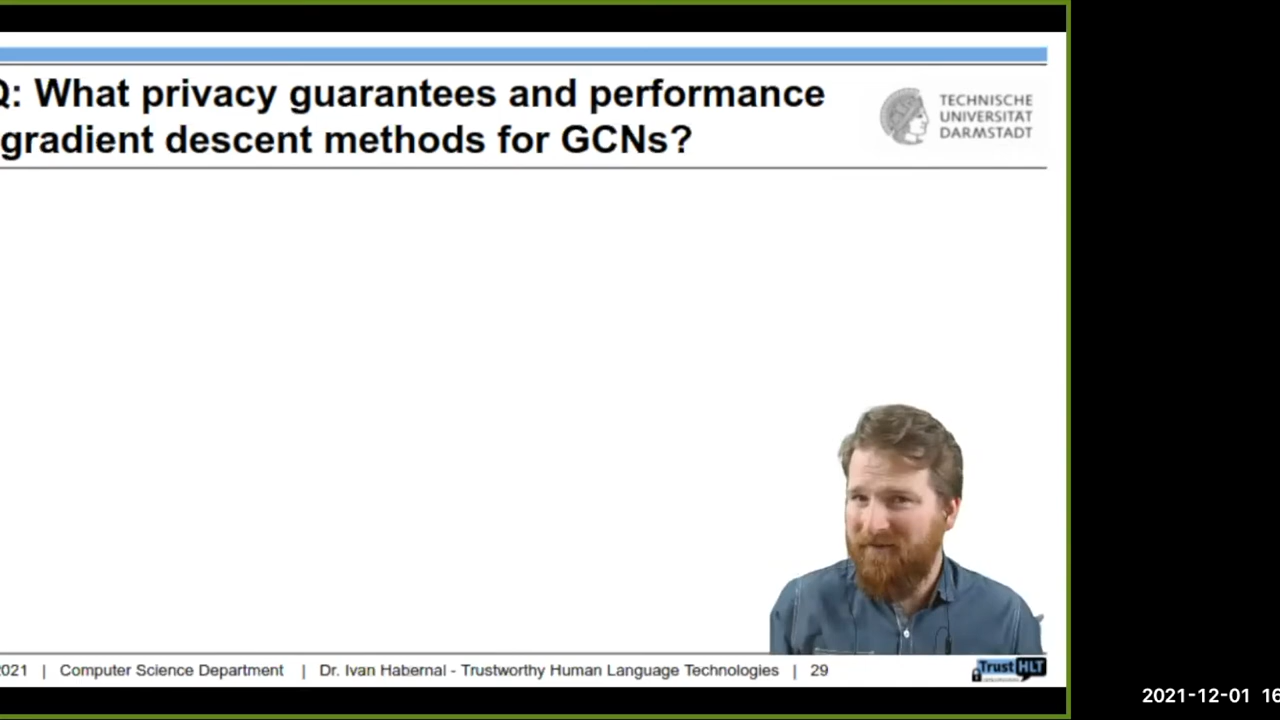 Q: What privacy guarantees and performance
gradient descent methods for GCNs?
TECHNISCHE
UNIVERSITÄT
DARMSTADT
2021 | Computer Science Department | Dr. Ivan Habernal - Trustworthy Human Language Technologies | 29
Trust HLT
2021-12-01 16